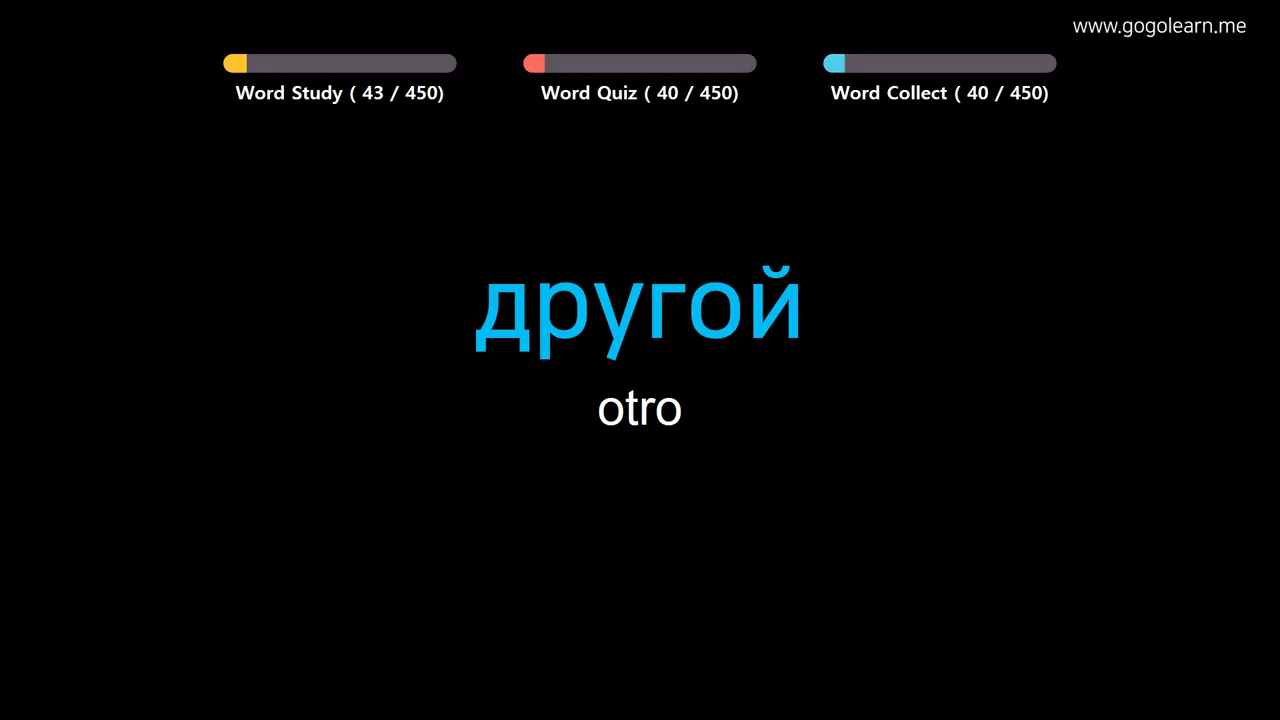 www.gogolearn.me
Word Study ( 43 / 450)
Word Quiz ( 40 / 450)
Word Collect ( 40 / 450)
другой
otro